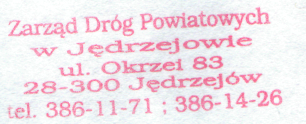 Zarząd Dróg Powiatowych
w Jędrzejowie
ul. Okrzei 83
28-300 Jędrzejów
tel. 386-11-71 ; 386-14-26